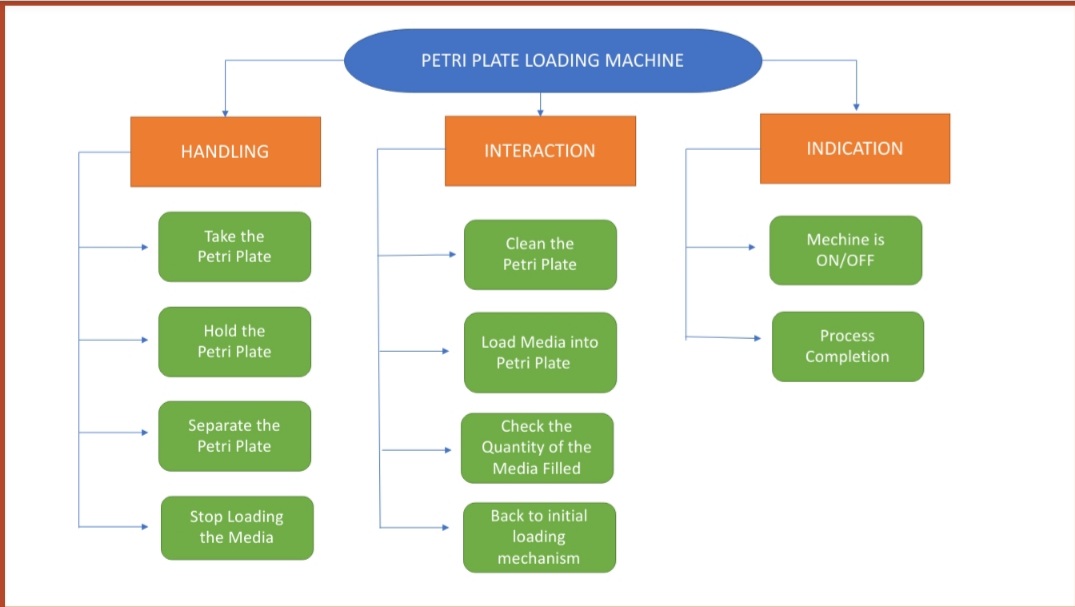 PETRI PLATE LOADING MACHINE
HANDLING
Take the
Petri Plate
Hold the
Petri Plate
Separate the
Petri Plate
Stop Loading
the Media
INTERACTION
Clean the
Petri Plate
Load Media into
Petri Plate
Check the
Quantity of the
Media Filled
Back to initial
loading
mechanism
INDICATION
Mechine is
ON/OFF
Process
Completion